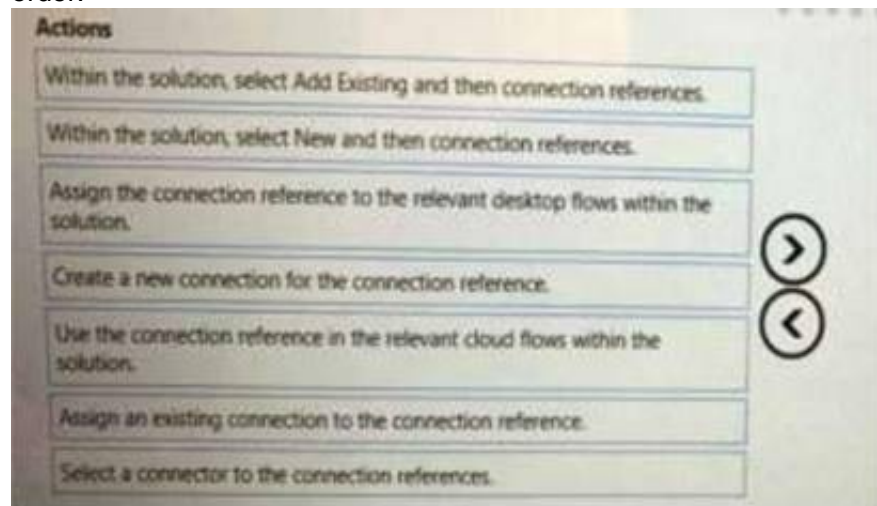 Actions
Within the solution, select Add Existing and then connection references.
Within the solution, select New and then connection references.
Assign the connection reference to the relevant desktop flows within the
solution.
Create a new connection for the connection reference.
Use the connection reference in the relevant cloud flows within the
solution.
Assign an existing connection to the connection reference.
Select a connector to the connection references.